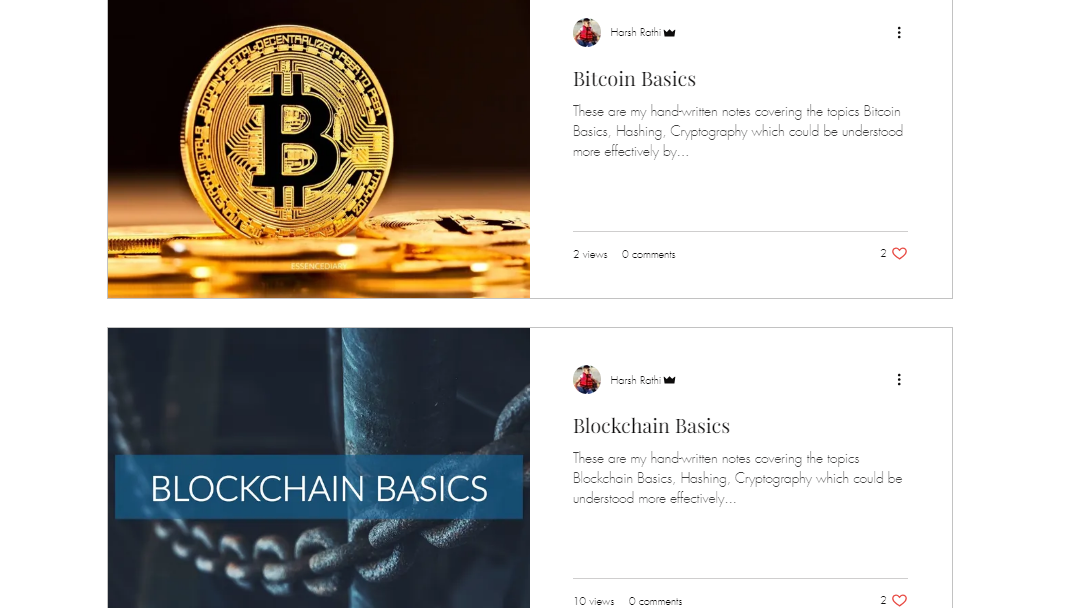 DIGITAL • DECENTRALIZED • PEER TO PEER
BITCOIN
B
ESSENCEDIARY
Harsh Rathi
Bitcoin Basics
These are my hand-written notes covering the topics Bitcoin
Basics, Hashing, Cryptography which could be understood
more effectively by...
2 views 0 comments
2
BLOCKCHAIN BASICS
Harsh Rathi
Blockchain Basics
These are my hand-written notes covering the topics
Blockchain Basics, Hashing, Cryptography which could be
understood more effectively...
10 views 0 comments
2